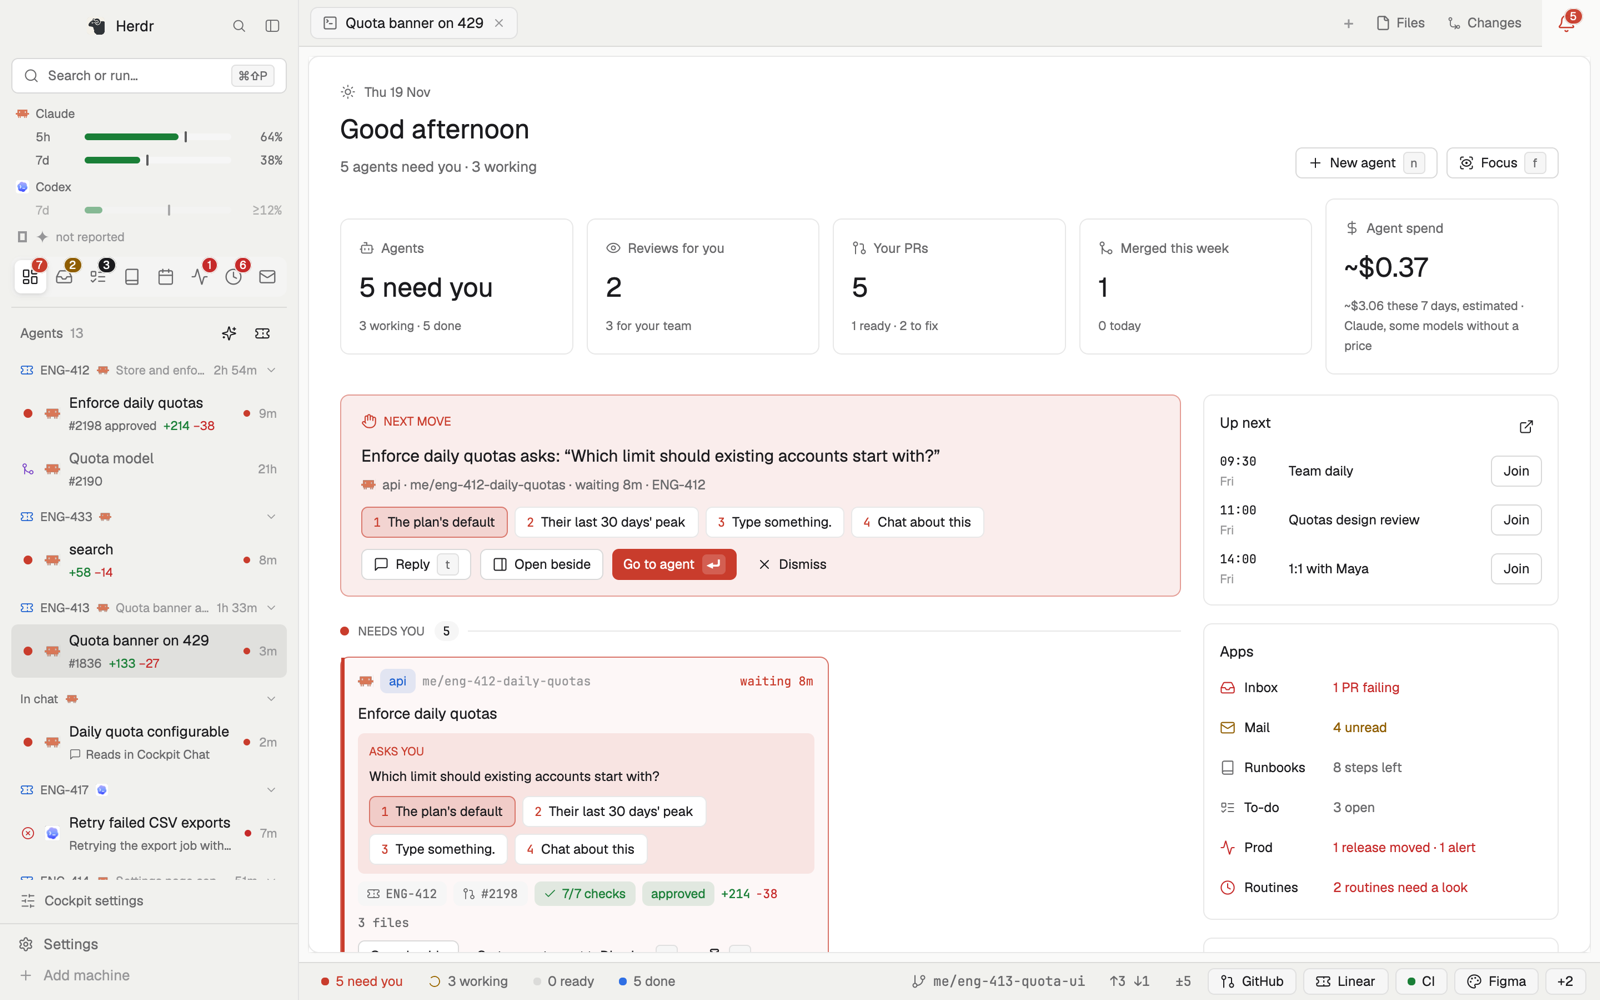 Herdr
Search or run... ⌘⇧P
Claude
5h 64%
7d 38%
Codex
7d ≥12%
not reported
7 2 3 1 6
Agents 13
ENG-412 Store and enfo... 2h 54m
Enforce daily quotas 9m
#2198 approved +214 −38
Quota model 21h
#2190
ENG-433
search 8m
+58 −14
ENG-413 Quota banner a... 1h 33m
Quota banner on 429 3m
#1836 +133 −27
In chat
Daily quota configurable 2m
Reads in Cockpit Chat
ENG-417
Retry failed CSV exports 7m
Retrying the export job with...
Cockpit settings
Settings
+ Add machine
Quota banner on 429 ×
+ Files Changes 5
Thu 19 Nov
Good afternoon
5 agents need you · 3 working
+ New agent n Focus f
Agents
5 need you
3 working · 5 done
Reviews for you
2
3 for your team
Your PRs
5
1 ready · 2 to fix
Merged this week
1
0 today
Agent spend
~$0.37
~$3.06 these 7 days, estimated ·
Claude, some models without a
price
NEXT MOVE
Enforce daily quotas asks: “Which limit should existing accounts start with?”
api · me/eng-412-daily-quotas · waiting 8m · ENG-412
1 The plan's default 2 Their last 30 days' peak 3 Type something. 4 Chat about this
Reply t Open beside Go to agent ↵ × Dismiss
NEEDS YOU 5
api me/eng-412-daily-quotas waiting 8m
Enforce daily quotas
ASKS YOU
Which limit should existing accounts start with?
1 The plan's default 2 Their last 30 days' peak
3 Type something. 4 Chat about this
ENG-412 #2198 ✓ 7/7 checks approved +214 -38
3 files
Up next
09:30 Team daily Join
Fri
11:00 Quotas design review Join
Fri
14:00 1:1 with Maya Join
Fri
Apps
Inbox 1 PR failing
Mail 4 unread
Runbooks 8 steps left
To-do 3 open
Prod 1 release moved · 1 alert
Routines 2 routines need a look
5 need you 3 working 0 ready 5 done
me/eng-413-quota-ui ↑3 ↓1 ±5 GitHub Linear CI Figma +2